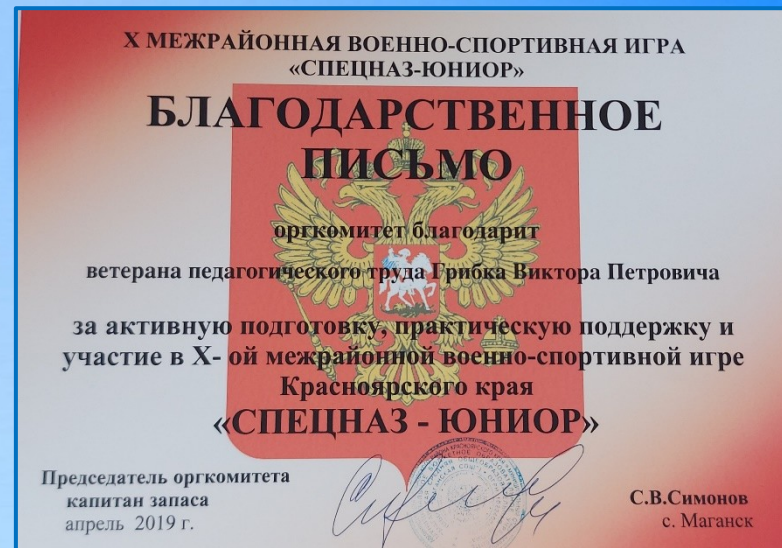 X МЕЖРАЙОННАЯ ВОЕННО-СПОРТИВНАЯ ИГРА
«СПЕЦНАЗ-ЮНИОР»
БЛАГОДАРСТВЕННОЕ
ПИСЬМО
оргкомитет благодарит
ветерана педагогического труда Грибка Виктора Петровича
за активную подготовку, практическую поддержку и
участие в X- ой межрайонной военно-спортивной игре
Красноярского края
«СПЕЦНАЗ - ЮНИОР»
Председатель оргкомитета
капитан запаса
апрель 2019 г.
С.В.Симонов
с. Маганск